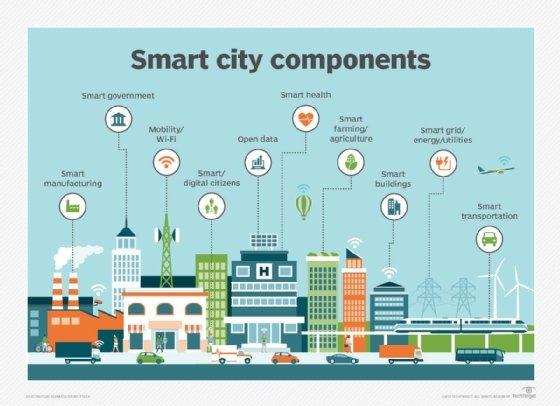 Smart city components
Smart government
Smart health
Mobility/
Wi-Fi
Open data
Smart
farming/
agriculture
Smart grid/
energy/utilities
Smart
manufacturing
Smart/
digital citizens
Smart
buildings
Smart
transportation
H
TechTarget